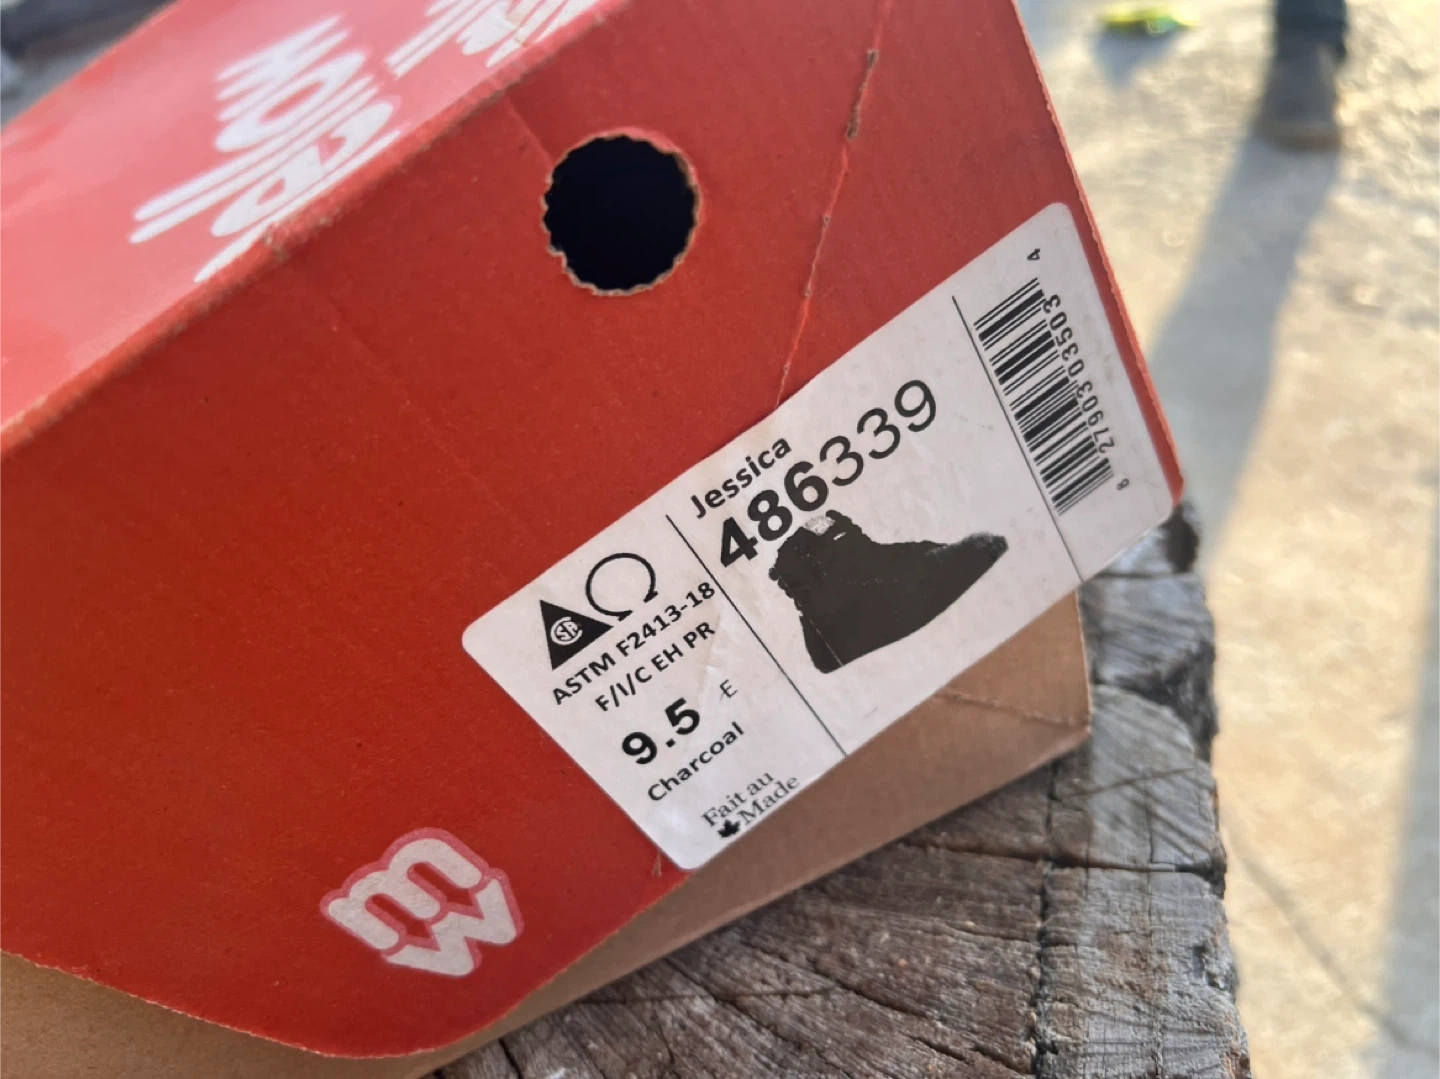 Jessica
486339
ASTM F2413-18
F/I/C EH PR
9.5 E
Charcoal
Fait au
Made
8 27903 03503 4